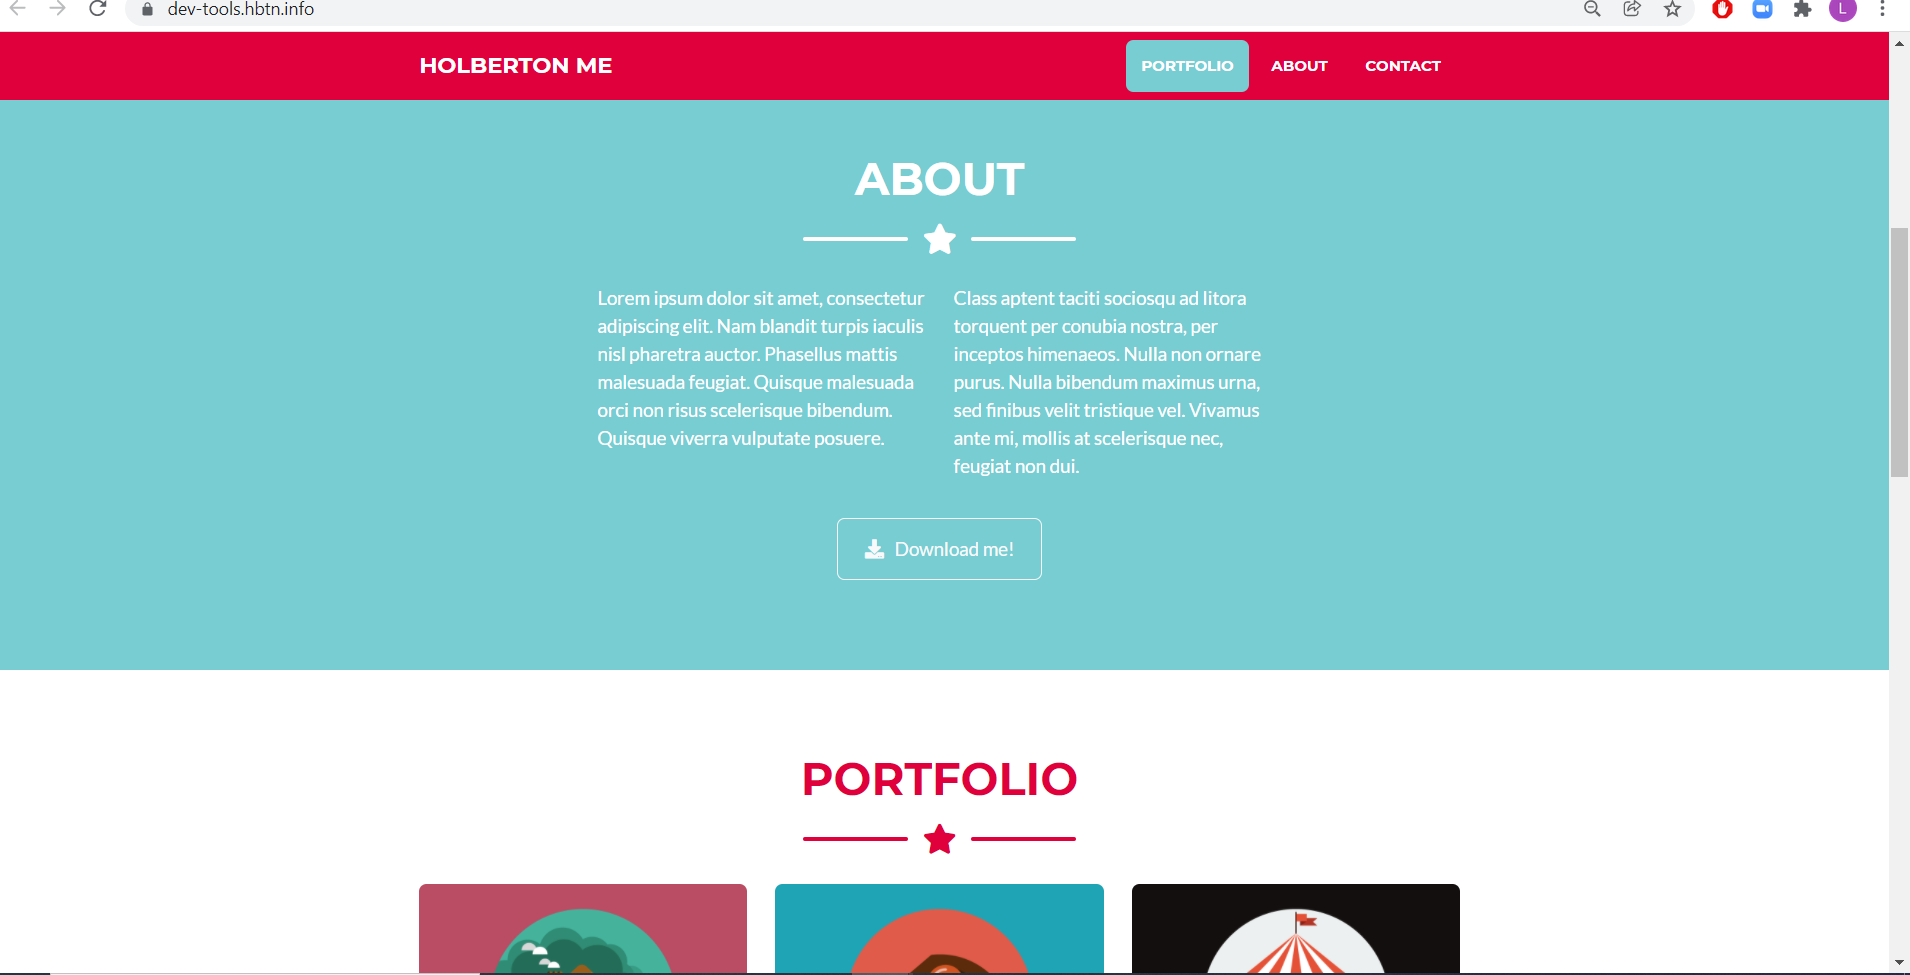 dev-tools.hbtn.info
L
HOLBERTON ME
PORTFOLIO
ABOUT
CONTACT
ABOUT
Lorem ipsum dolor sit amet, consectetur
adipiscing elit. Nam blandit turpis iaculis
nisl pharetra auctor. Phasellus mattis
malesuada feugiat. Quisque malesuada
orci non risus scelerisque bibendum.
Quisque viverra vulputate posuere.
Class aptent taciti sociosqu ad litora
torquent per conubia nostra, per
inceptos himenaeos. Nulla non ornare
purus. Nulla bibendum maximus urna,
sed finibus velit tristique vel. Vivamus
ante mi, mollis at scelerisque nec,
feugiat non dui.
Download me!
PORTFOLIO